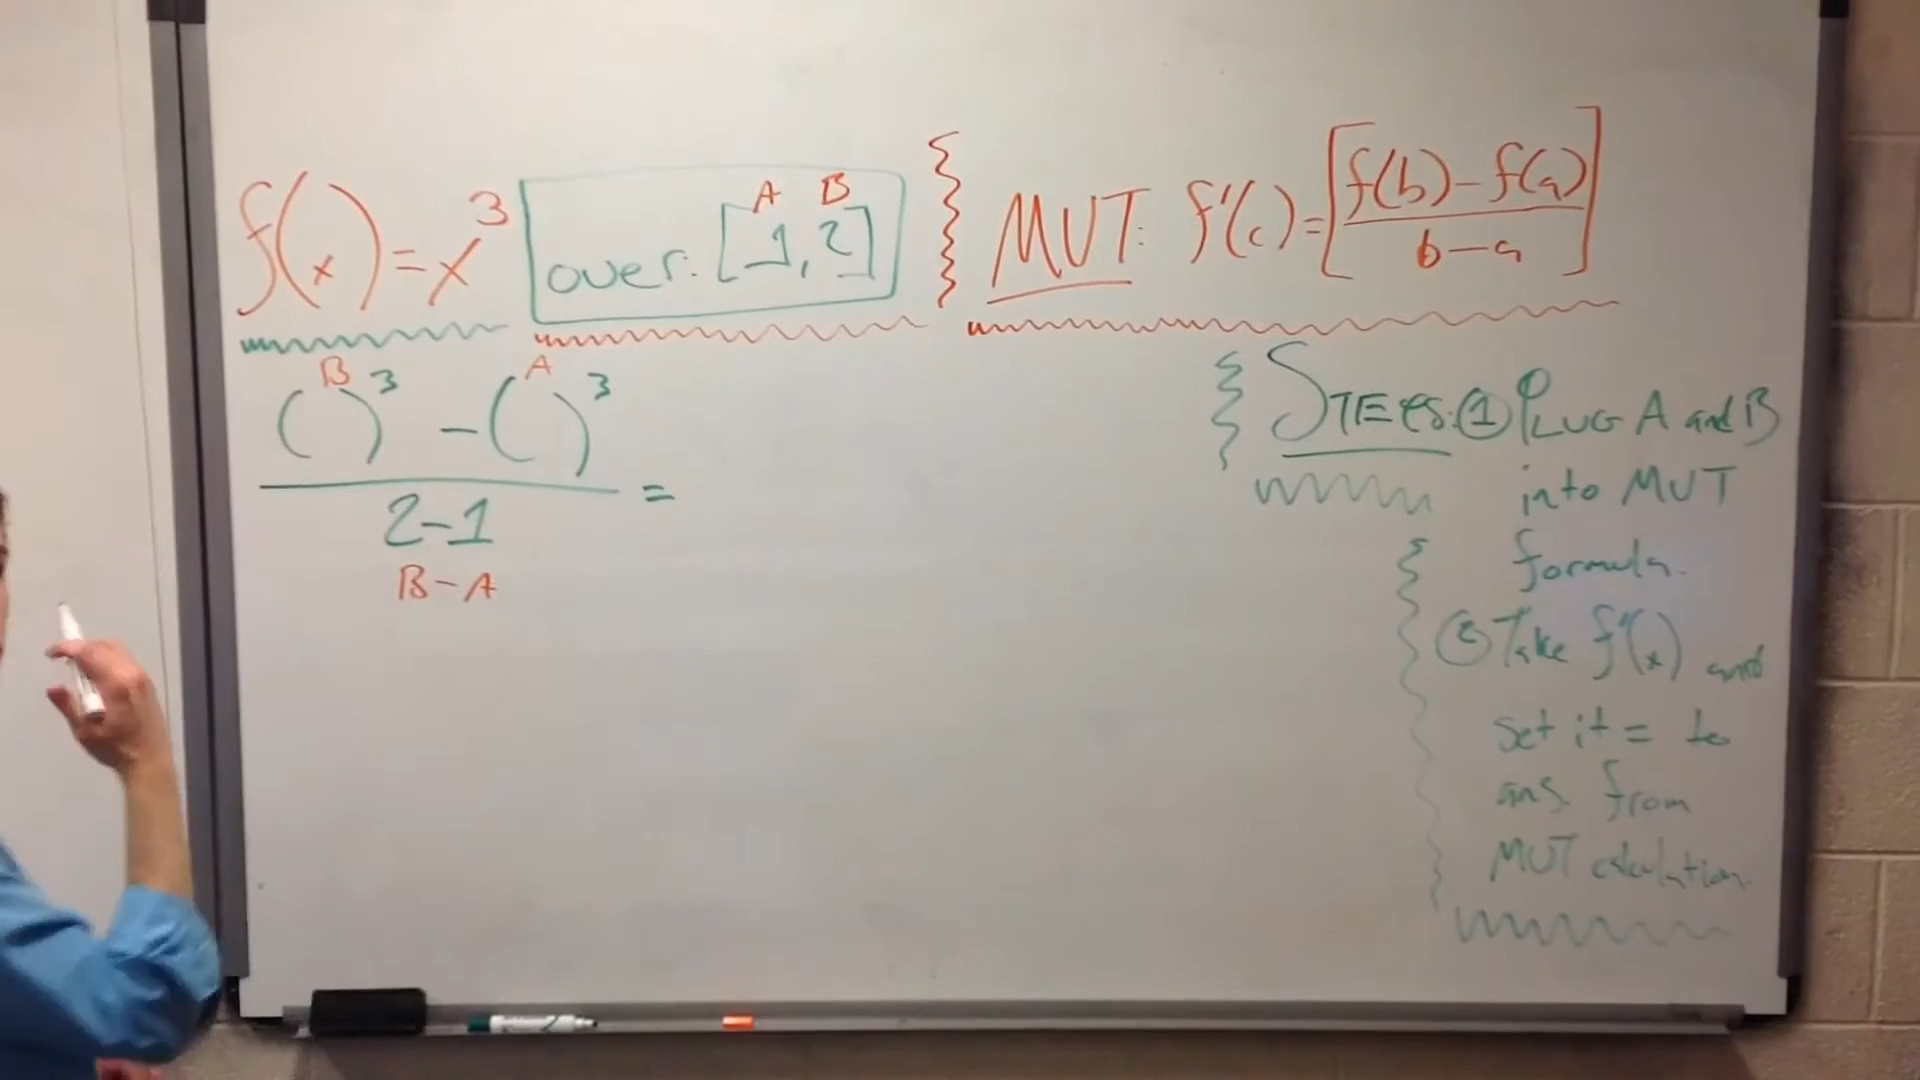 f(x) = x³
over: [1, 2]
A B
MVT: f'(c) = [f(b) - f(a) / b - a]
B A
( )³ - ( )³
2 - 1 =
B - A
STEPS: ① PLUG A and B
into MVT
formula.
② Take f'(x) and
set it = to
ans. from
MVT calculation.